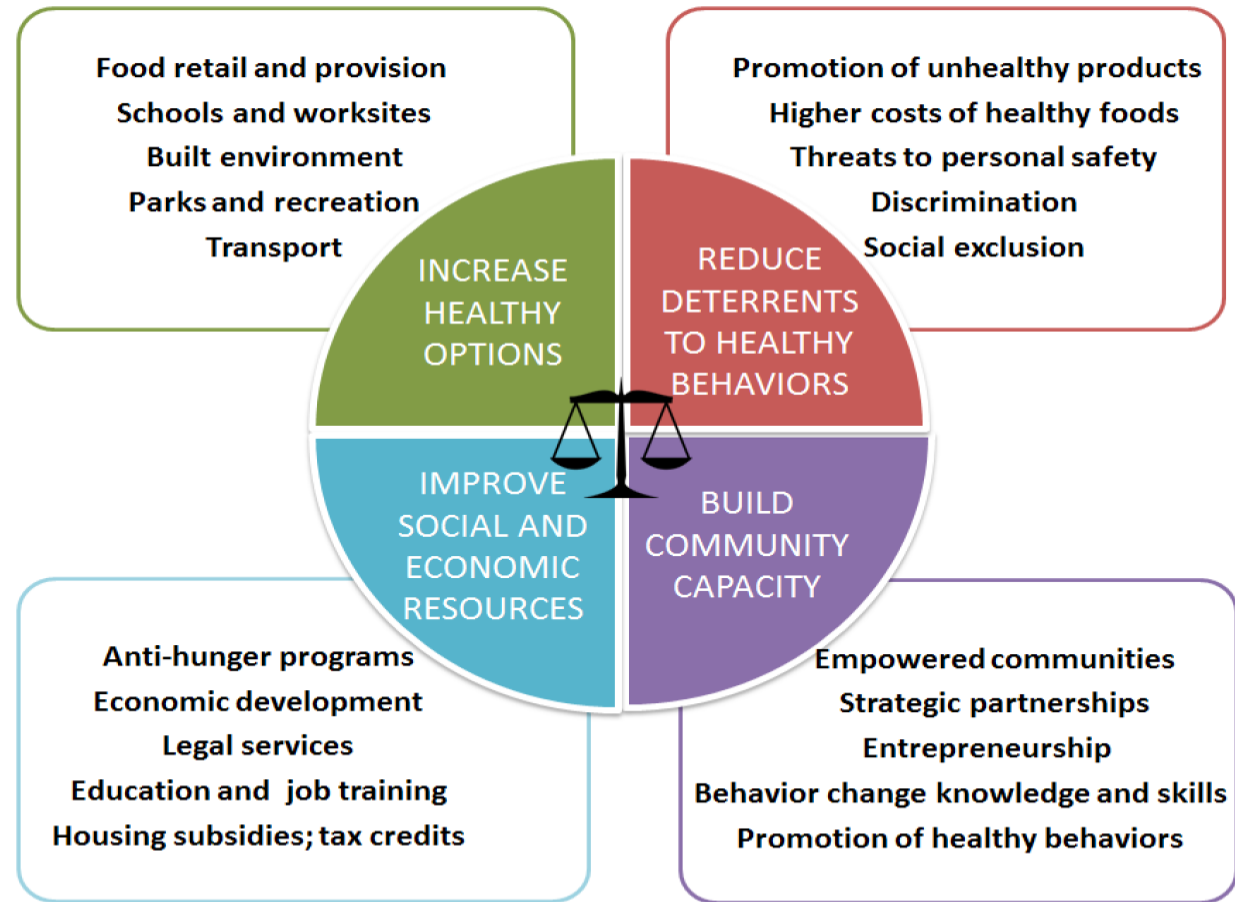 Food retail and provision
Schools and worksites
Built environment
Parks and recreation
Transport
Promotion of unhealthy products
Higher costs of healthy foods
Threats to personal safety
Discrimination
Social exclusion
INCREASE
HEALTHY
OPTIONS
REDUCE
DETERRENTS
TO HEALTHY
BEHAVIORS
IMPROVE
SOCIAL AND
ECONOMIC
RESOURCES
BUILD
COMMUNITY
CAPACITY
Anti-hunger programs
Economic development
Legal services
Education and job training
Housing subsidies; tax credits
Empowered communities
Strategic partnerships
Entrepreneurship
Behavior change knowledge and skills
Promotion of healthy behaviors